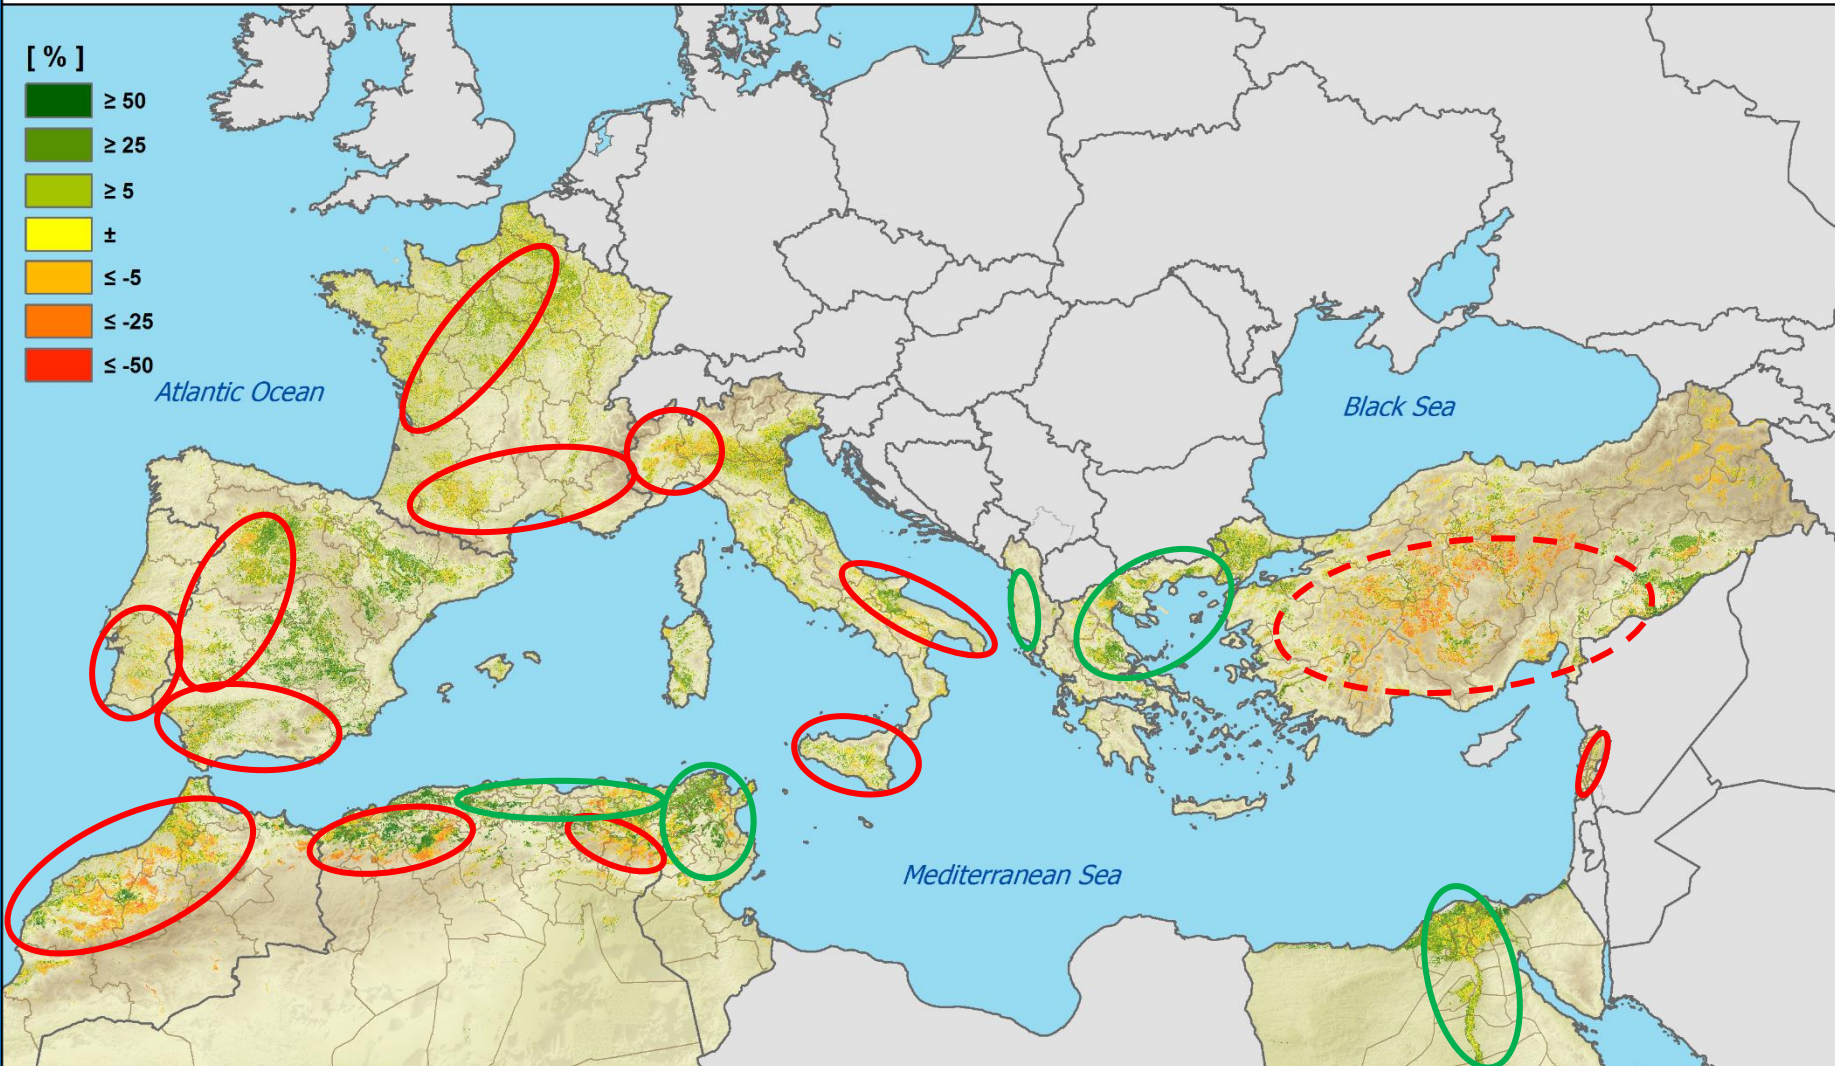 [ % ]
≥ 50
≥ 25
≥ 5
±
≤ -5
≤ -25
≤ -50
Atlantic Ocean
Black Sea
Mediterranean Sea